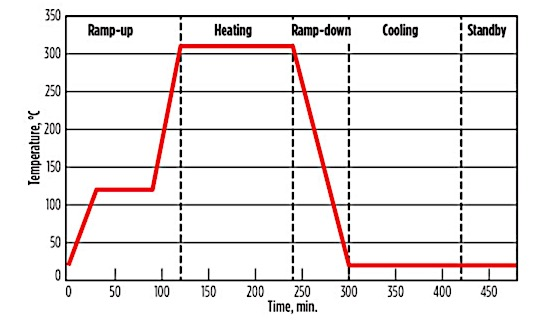 Ramp-up Heating Ramp-down Cooling Standby
Temperature, °C
350
300
250
200
150
100
50
0
0 50 100 150 200 250 300 350 400 450
Time, min.